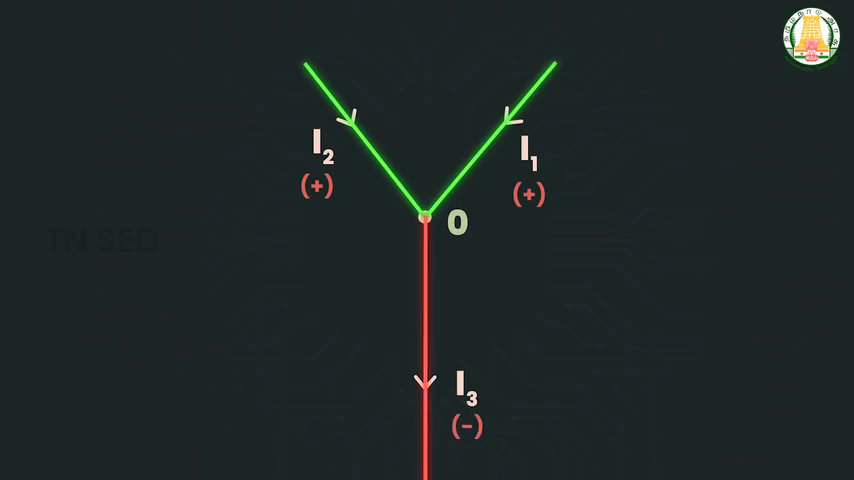 I₂
(+)
I₁
(+)
0
TN SED
I₃
(-)